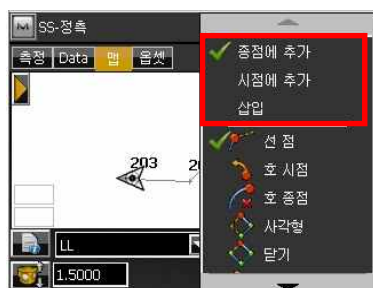 SS-정측
측정 Data 맵 옵셋
203
LL
1.5000
종점에 추가
시점에 추가
삽입
선 점
호 시점
호 종점
사각형
닫기